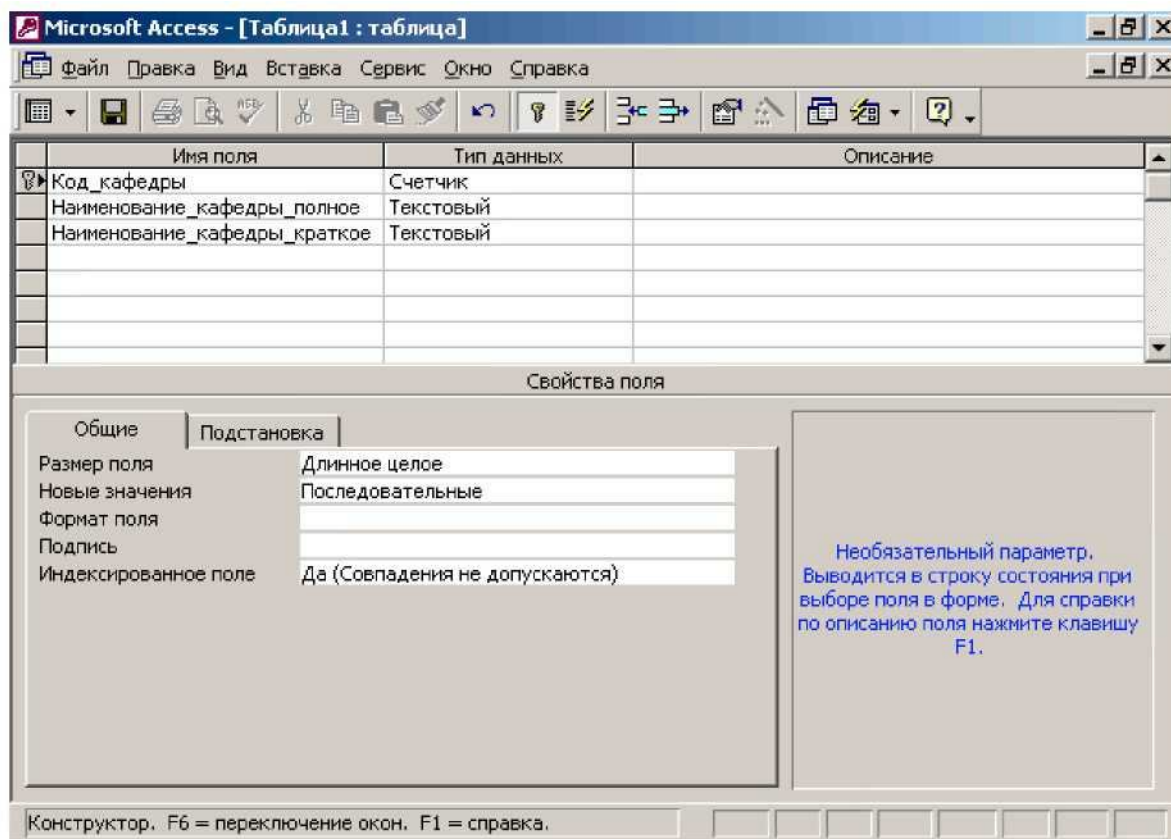 Microsoft Access - [Таблица1 : таблица]
Файл Правка Вид Вставка Сервис Окно Справка
Имя поля Тип данных Описание
Код_кафедры Счетчик
Наименование_кафедры_полное Текстовый
Наименование_кафедры_краткое Текстовый
Свойства поля
Общие Подстановка
Размер поля Длинное целое
Новые значения Последовательные
Формат поля
Подпись
Индексированное поле Да (Совпадения не допускаются)
Необязательный параметр.
Выводится в строку состояния при
выборе поля в форме. Для справки
по описанию поля нажмите клавишу
F1.
Конструктор. F6 = переключение окон. F1 = справка.